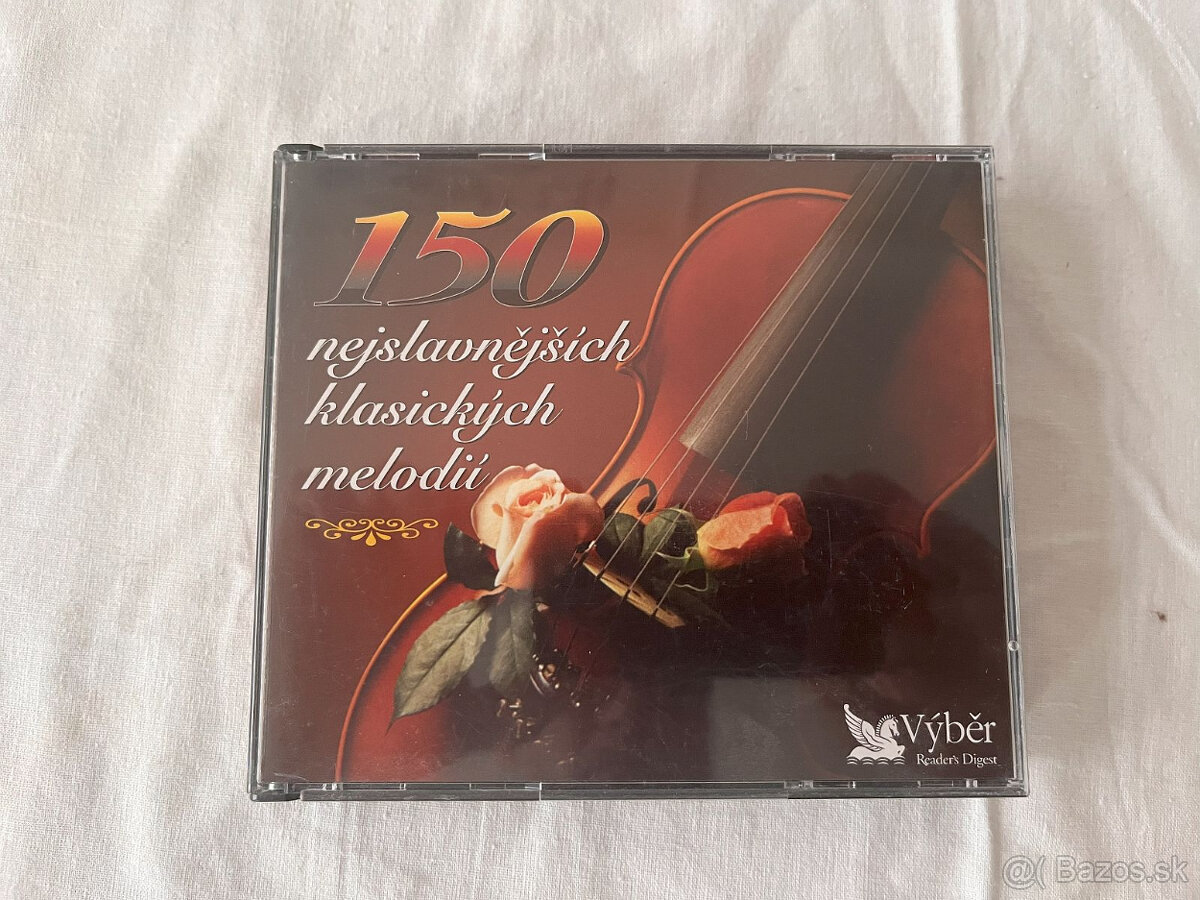 150
nejslavnějších
klasických
melodií
Výběr
Reader's Digest
@( Bazos.sk